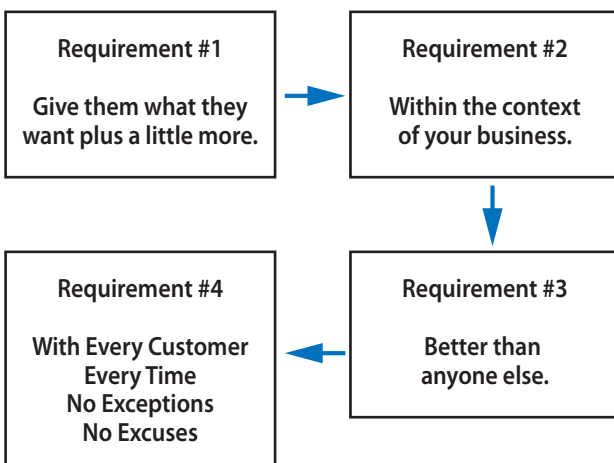 Requirement #1
Give them what they
want plus a little more.
Requirement #2
Within the context
of your business.
Requirement #3
Better than
anyone else.
Requirement #4
With Every Customer
Every Time
No Exceptions
No Excuses